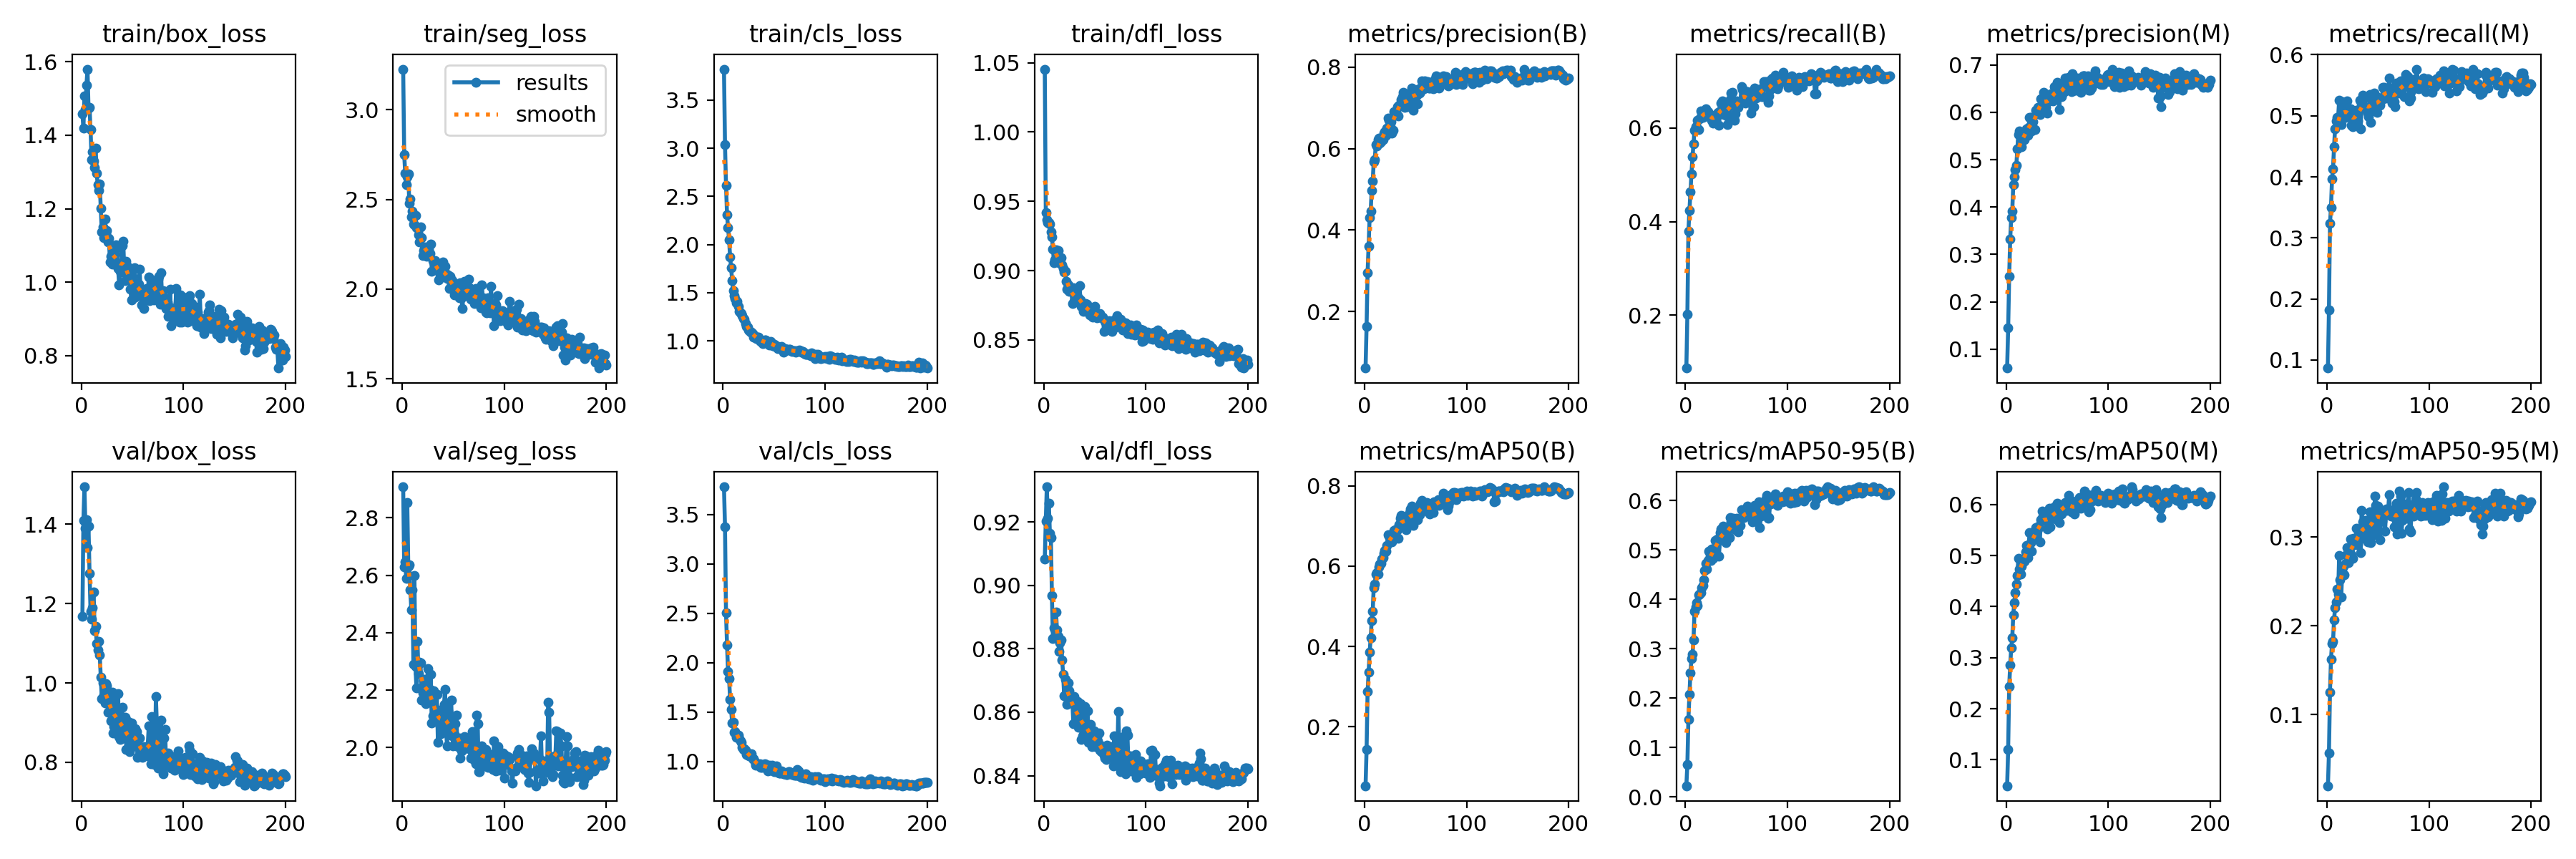 train/box_loss
1.6
1.4
1.2
1.0
0.8
0 100 200
train/seg_loss
results
smooth
3.0
2.5
2.0
1.5
0 100 200
train/cls_loss
3.5
3.0
2.5
2.0
1.5
1.0
0 100 200
train/dfl_loss
1.05
1.00
0.95
0.90
0.85
0 100 200
metrics/precision(B)
0.8
0.6
0.4
0.2
0 100 200
metrics/recall(B)
0.6
0.4
0.2
0 100 200
metrics/precision(M)
0.7
0.6
0.5
0.4
0.3
0.2
0.1
0 100 200
metrics/recall(M)
0.6
0.5
0.4
0.3
0.2
0.1
0 100 200
val/box_loss
1.4
1.2
1.0
0.8
0 100 200
val/seg_loss
2.8
2.6
2.4
2.2
2.0
0 100 200
val/cls_loss
3.5
3.0
2.5
2.0
1.5
1.0
0 100 200
val/dfl_loss
0.92
0.90
0.88
0.86
0.84
0 100 200
metrics/mAP50(B)
0.8
0.6
0.4
0.2
0 100 200
metrics/mAP50-95(B)
0.6
0.5
0.4
0.3
0.2
0.1
0.0
0 100 200
metrics/mAP50(M)
0.6
0.5
0.4
0.3
0.2
0.1
0 100 200
metrics/mAP50-95(M)
0.3
0.2
0.1
0 100 200